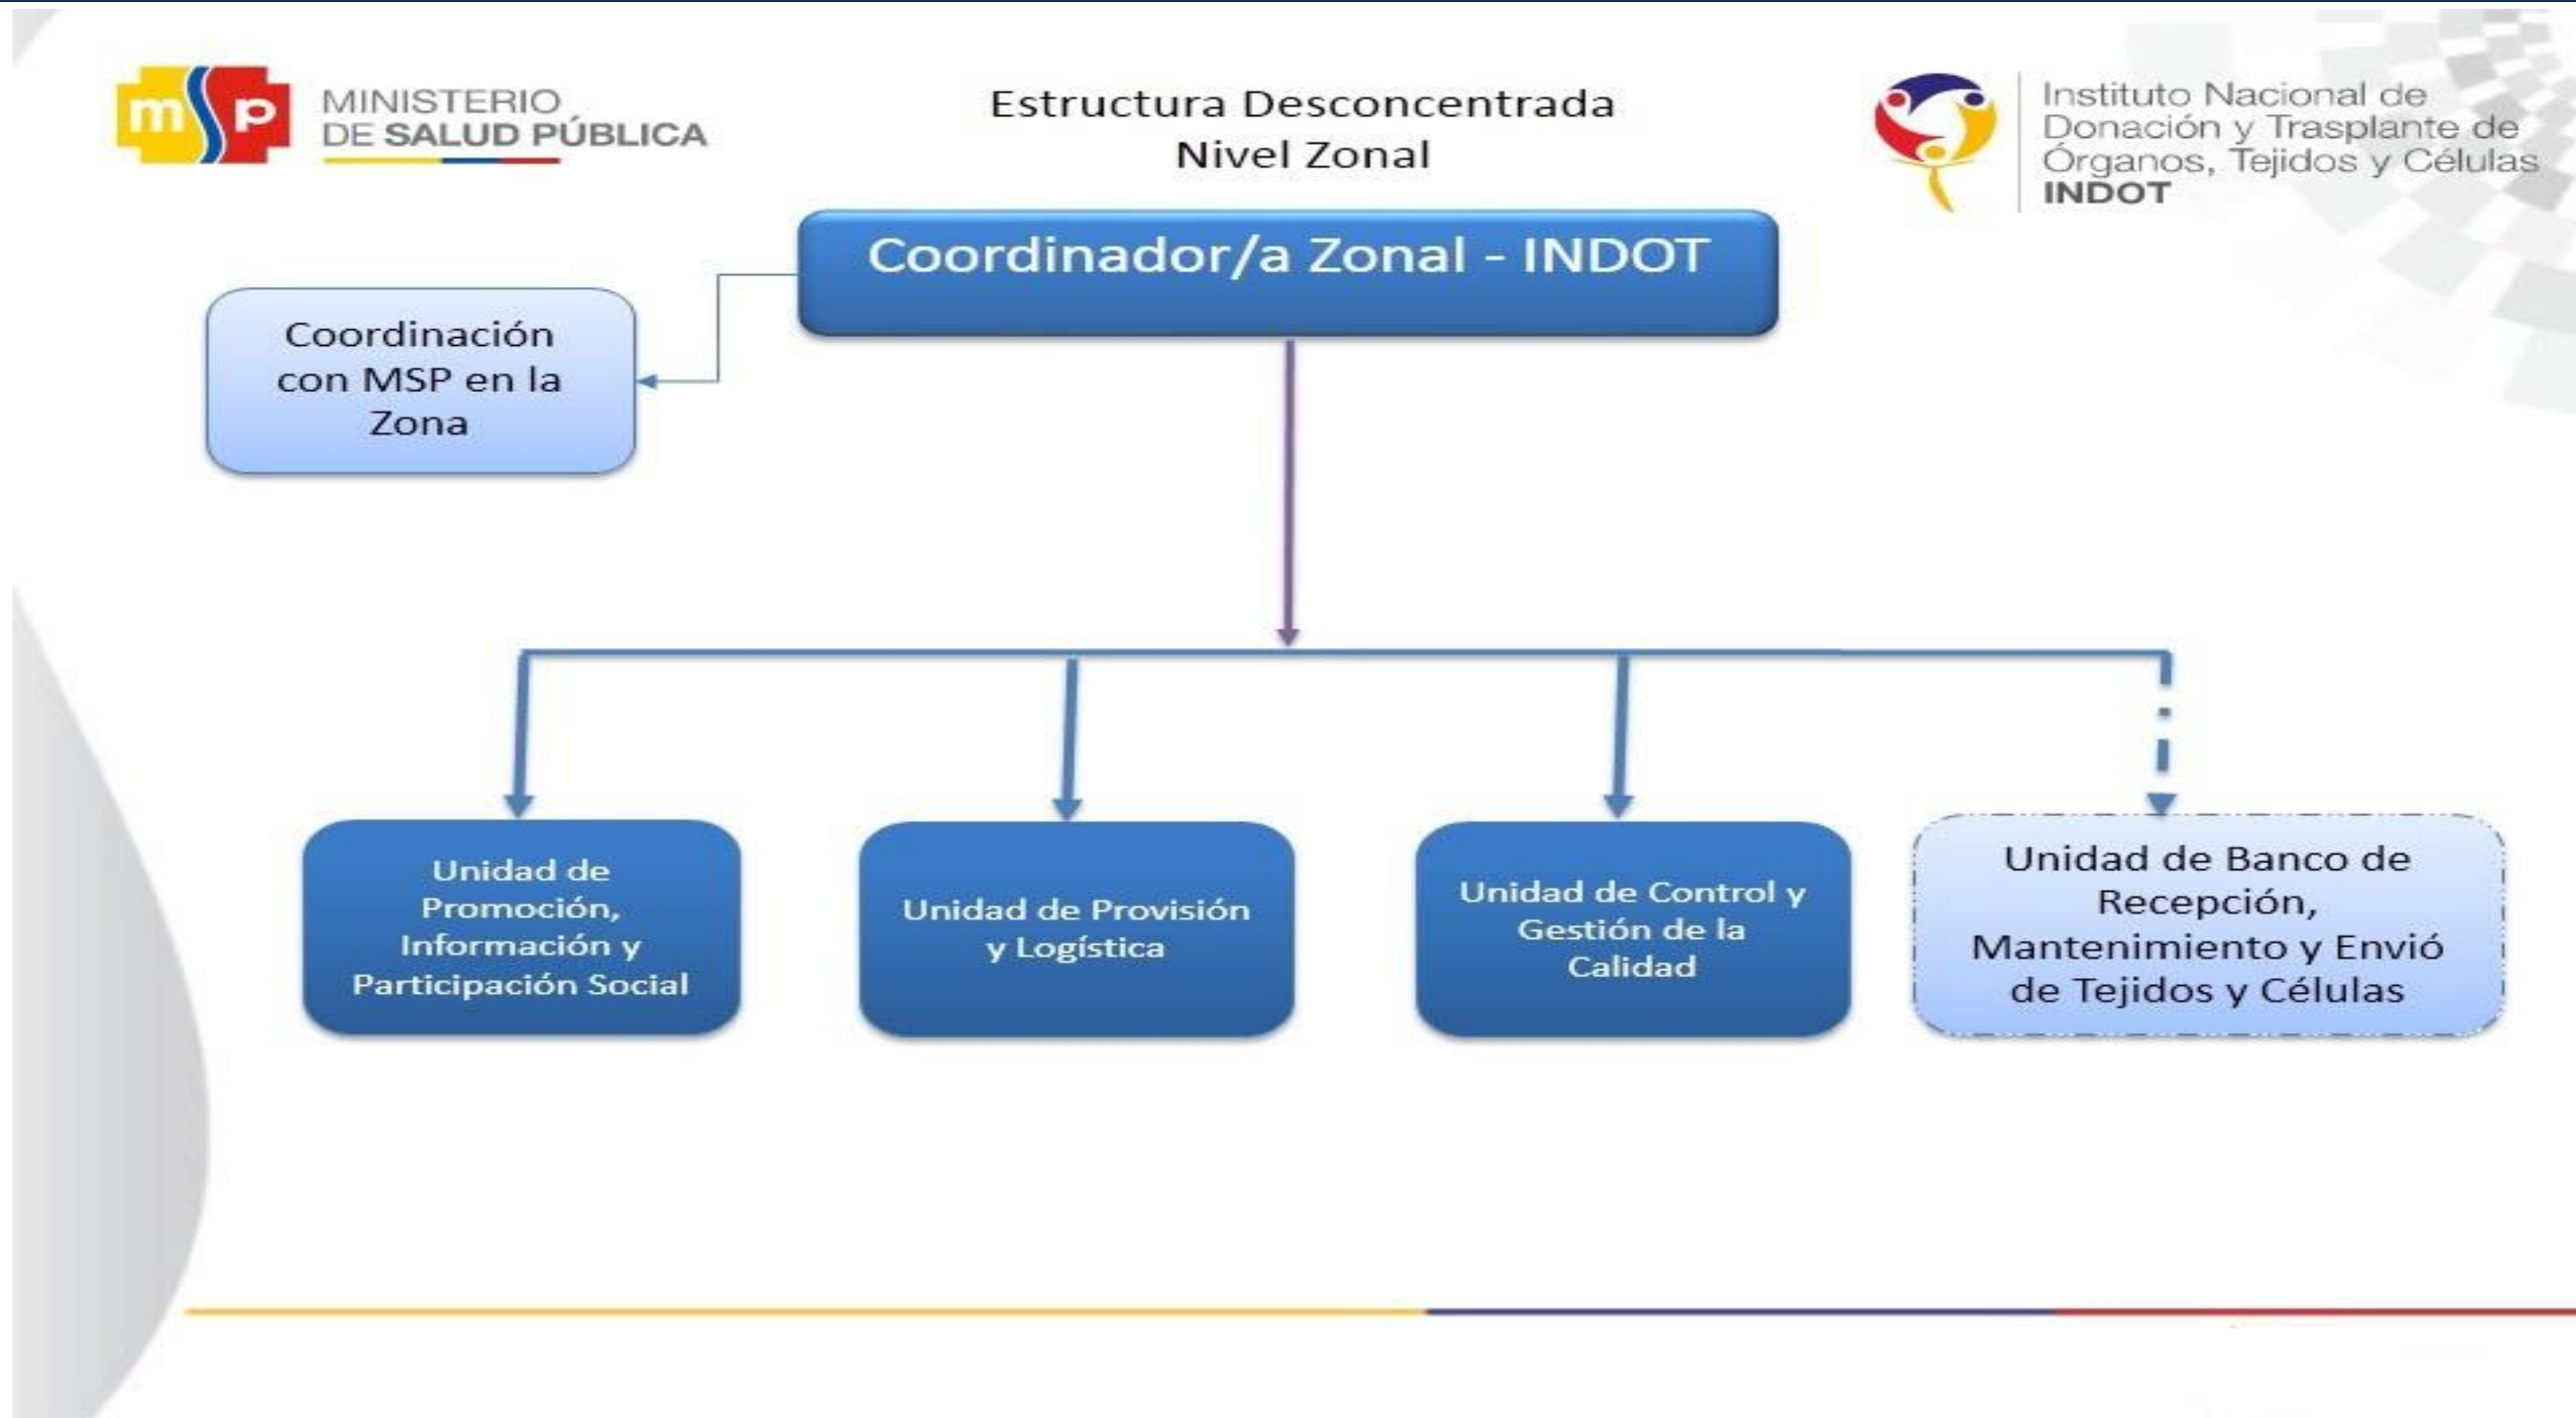 msp
MINISTERIO
DE SALUD PÚBLICA
Estructura Desconcentrada
Nivel Zonal
Instituto Nacional de
Donación y Trasplante de
Órganos, Tejidos y Células
INDOT
Coordinador/a Zonal - INDOT
Coordinación
con MSP en la
Zona
Unidad de
Promoción,
Información y
Participación Social
Unidad de Provisión
y Logística
Unidad de Control y
Gestión de la
Calidad
Unidad de Banco de
Recepción,
Mantenimiento y Envió
de Tejidos y Células